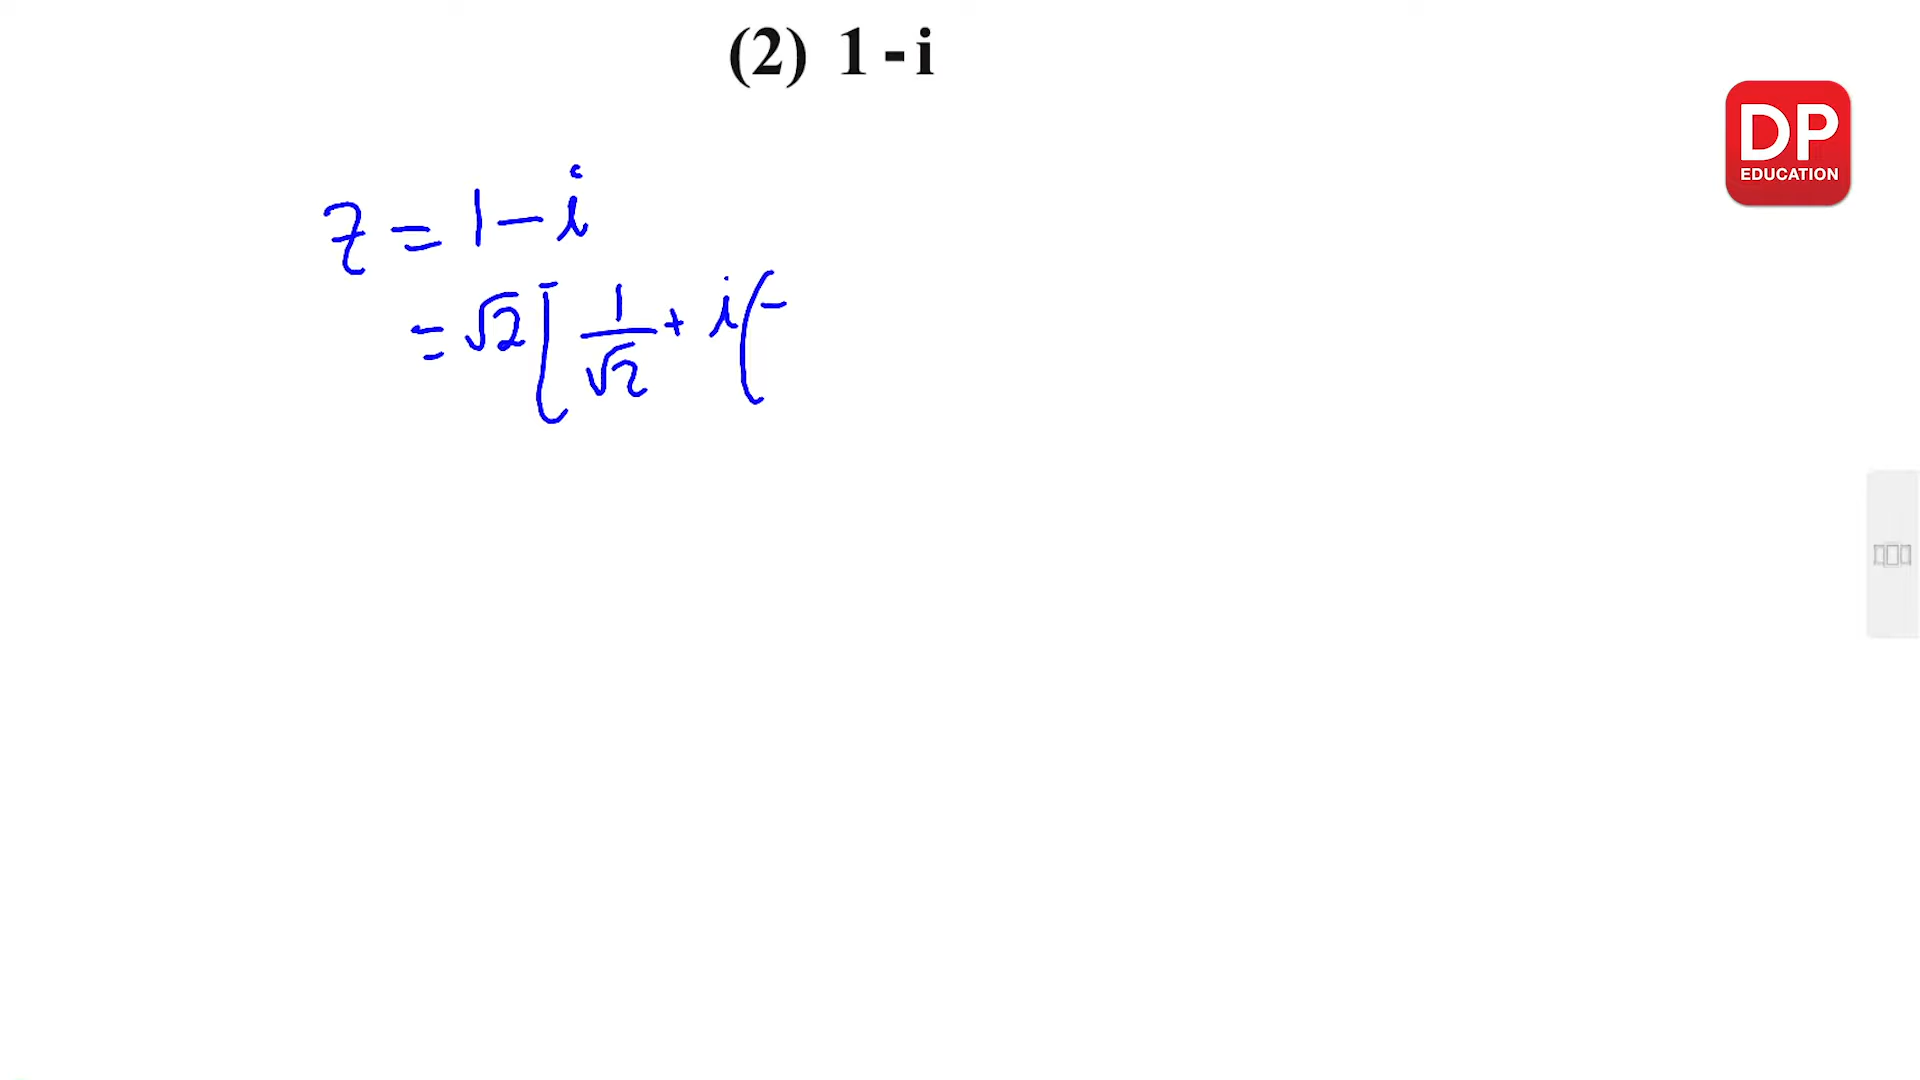 (2) 1 - i
DP
EDUCATION
z = 1 - i
= √2 [ 1/√2 + i ( -